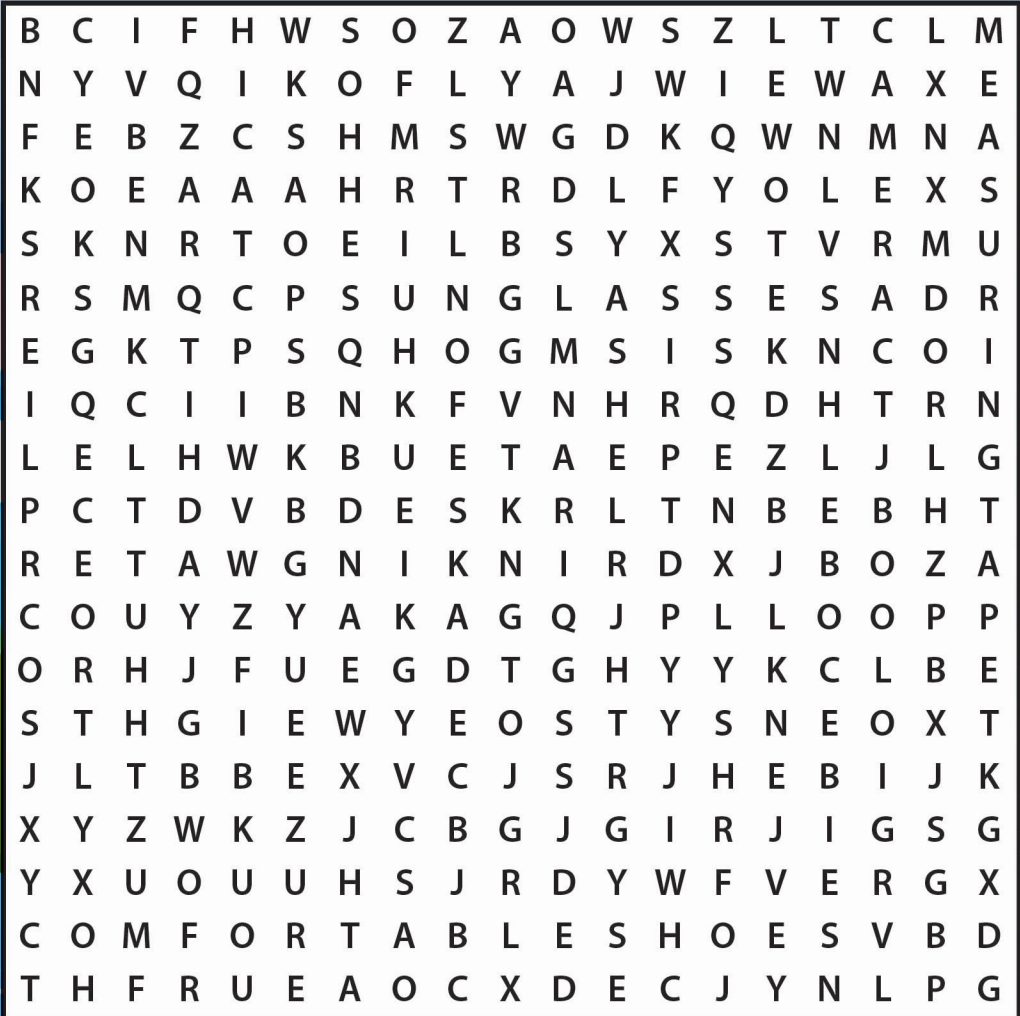 B C I F H W S O Z A O W S Z L T C L M
N Y V Q I K O F L Y A J W I E W A X E
F E B Z C S H M S W G D K Q W N M N A
K O E A A A H R T R D L F Y O L E X S
S K N R T O E I L B S Y X S T V R M U
R S M Q C P S U N G L A S S E S A D R
E G K T P S Q H O G M S I S K N C O I
I Q C I I B N K F V N H R Q D H T R N
L E L H W K B U E T A E P E Z L J L G
P C T D V B D E S K R L T N B E B H T
R E T A W G N I K N I R D X J B O Z A
C O U Y Z Y A K A G Q J P L L O O P P
O R H J F U E G D T G H Y Y K C L B E
S T H G I E W Y E O S T Y S N E O X T
J L T B B E X V C J S R J H E B I J K
X Y Z W K Z J C B G J G I R J I G S G
Y X U O U U H S J R D Y W F V E R G X
C O M F O R T A B L E S H O E S V B D
T H F R U E A O C X D E C J Y N L P G